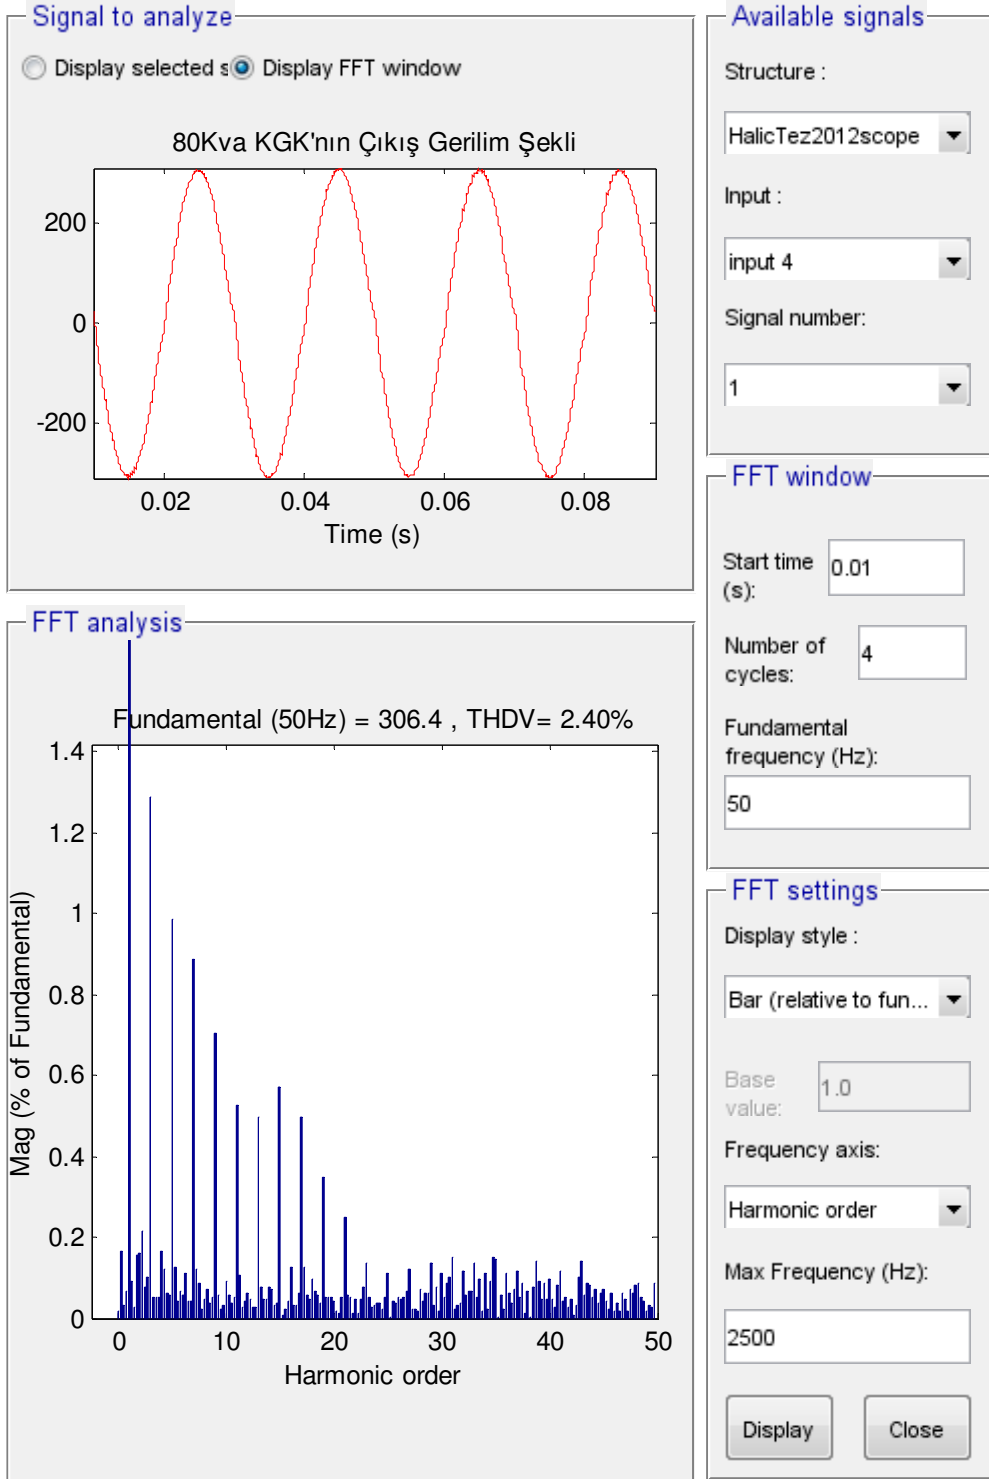 Signal to analyze
Display selected s
Display FFT window
80Kva KGK'nın Çıkış Gerilim Şekli
200
0
-200
0.02
0.04
0.06
0.08
Time (s)
FFT analysis
Fundamental (50Hz) = 306.4 , THDV= 2.40%
Mag (% of Fundamental)
1.4
1.2
1
0.8
0.6
0.4
0.2
0
0
10
20
30
40
50
Harmonic order
Available signals
Structure :
HalicTez2012scope
Input :
input 4
Signal number:
1
FFT window
Start time
(s):
0.01
Number of
cycles:
4
Fundamental
frequency (Hz):
50
FFT settings
Display style :
Bar (relative to fun...
Base
value:
1.0
Frequency axis:
Harmonic order
Max Frequency (Hz):
2500
Display
Close